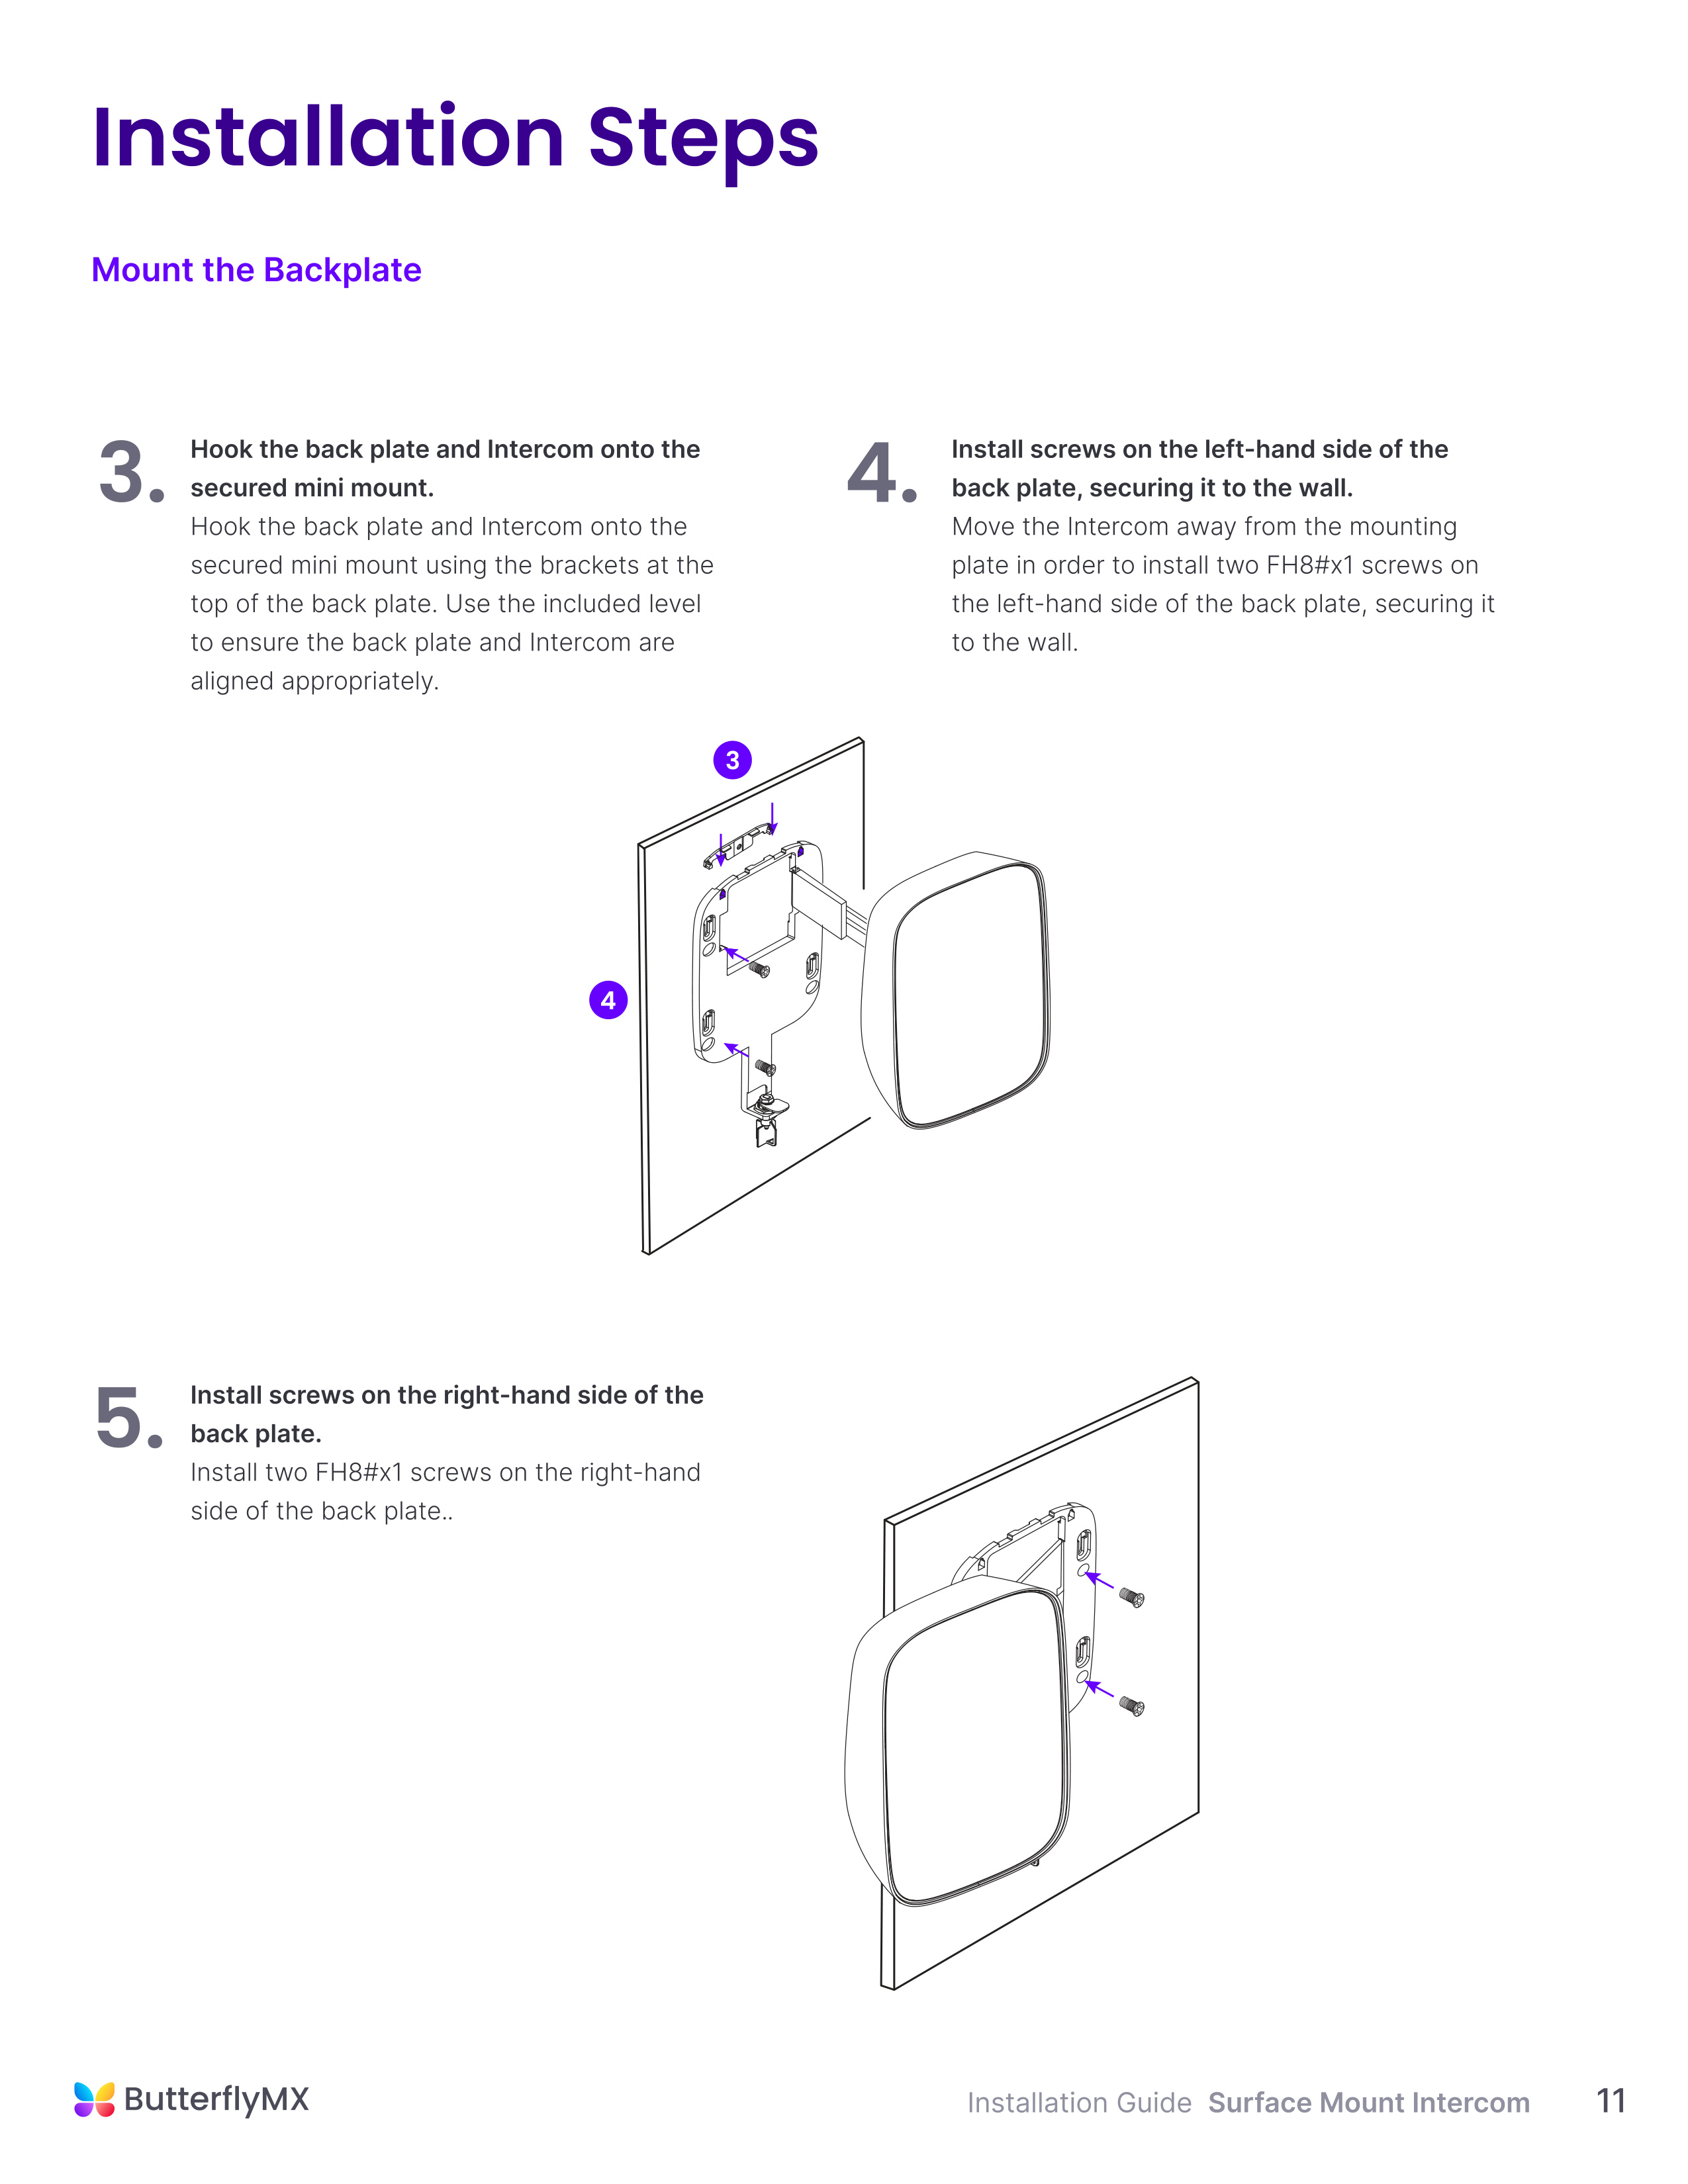 Installation Steps
Mount the Backplate
3.
Hook the back plate and Intercom onto the
secured mini mount.
Hook the back plate and Intercom onto the
secured mini mount using the brackets at the
top of the back plate. Use the included level
to ensure the back plate and Intercom are
aligned appropriately.
4.
Install screws on the left-hand side of the
back plate, securing it to the wall.
Move the Intercom away from the mounting
plate in order to install two FH8#x1 screws on
the left-hand side of the back plate, securing it
to the wall.
3
4
5.
Install screws on the right-hand side of the
back plate.
Install two FH8#x1 screws on the right-hand
side of the back plate..
ButterflyMX
Installation Guide Surface Mount Intercom 11